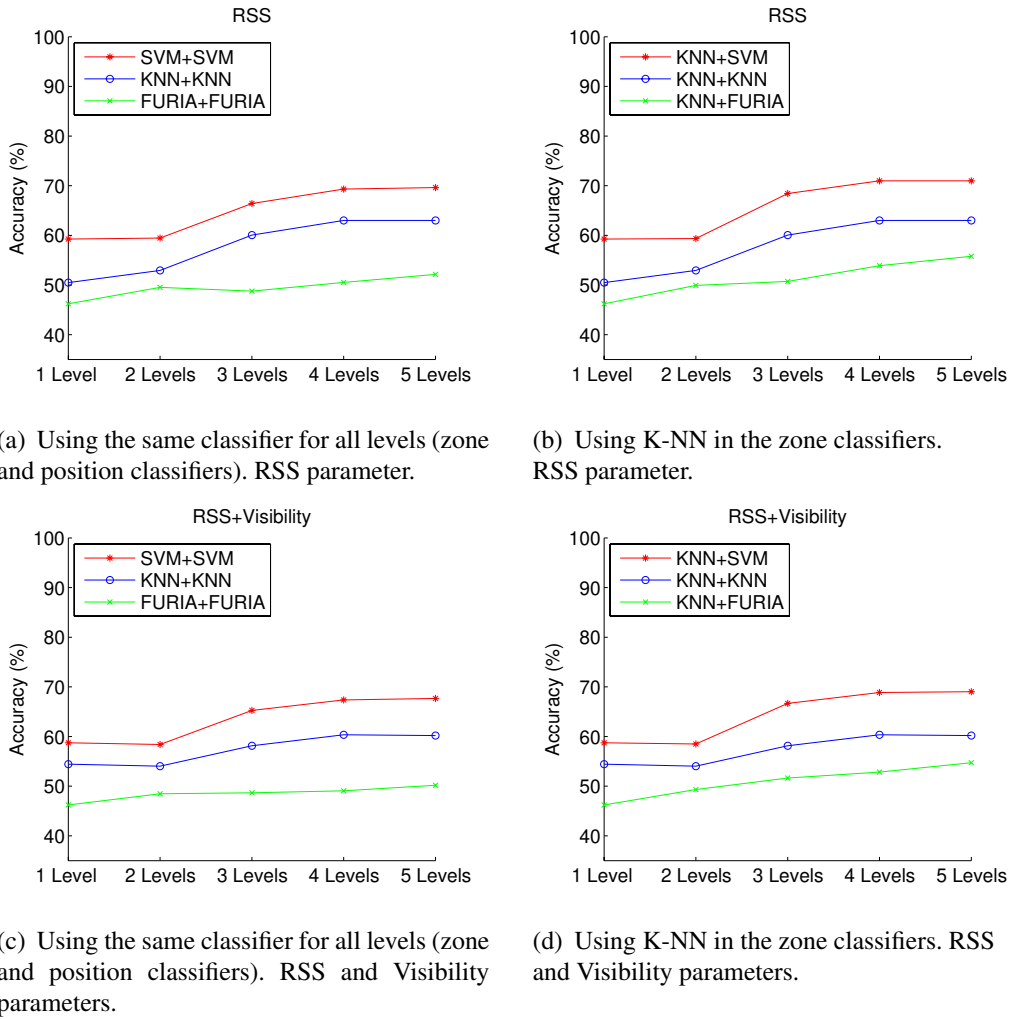 RSS
100
90
80
70
60
50
40
Accuracy (%)
SVM+SVM
KNN+KNN
FURIA+FURIA
1 Level 2 Levels 3 Levels 4 Levels 5 Levels
RSS
100
90
80
70
60
50
40
Accuracy (%)
KNN+SVM
KNN+KNN
KNN+FURIA
1 Level 2 Levels 3 Levels 4 Levels 5 Levels
(a) Using the same classifier for all levels (zone
and position classifiers). RSS parameter.
(b) Using K-NN in the zone classifiers.
RSS parameter.
RSS+Visibility
100
90
80
70
60
50
40
Accuracy (%)
SVM+SVM
KNN+KNN
FURIA+FURIA
1 Level 2 Levels 3 Levels 4 Levels 5 Levels
RSS+Visibility
100
90
80
70
60
50
40
Accuracy (%)
KNN+SVM
KNN+KNN
KNN+FURIA
1 Level 2 Levels 3 Levels 4 Levels 5 Levels
(c) Using the same classifier for all levels (zone
and position classifiers). RSS and Visibility
parameters.
(d) Using K-NN in the zone classifiers. RSS
and Visibility parameters.